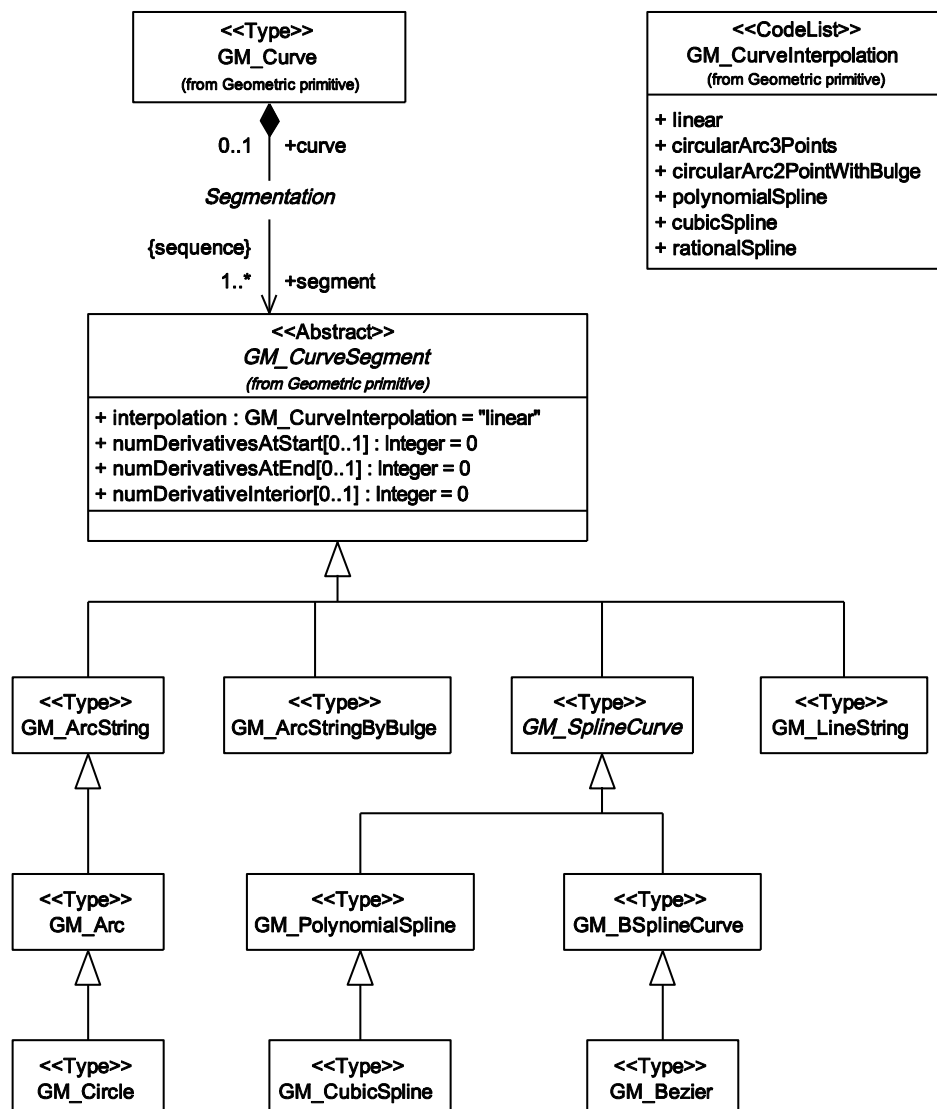 <<Type>>
GM_Curve
(from Geometric primitive)
<<CodeList>>
GM_CurveInterpolation
(from Geometric primitive)
+ linear
+ circularArc3Points
+ circularArc2PointWithBulge
+ polynomialSpline
+ cubicSpline
+ rationalSpline
0..1 +curve
Segmentation
{sequence}
1..* +segment
<<Abstract>>
GM_CurveSegment
(from Geometric primitive)
+ interpolation : GM_CurveInterpolation = "linear"
+ numDerivativesAtStart[0..1] : Integer = 0
+ numDerivativesAtEnd[0..1] : Integer = 0
+ numDerivativeInterior[0..1] : Integer = 0
<<Type>>
GM_ArcString
<<Type>>
GM_ArcStringByBulge
<<Type>>
GM_SplineCurve
<<Type>>
GM_LineString
<<Type>>
GM_Arc
<<Type>>
GM_PolynomialSpline
<<Type>>
GM_BSplineCurve
<<Type>>
GM_Circle
<<Type>>
GM_CubicSpline
<<Type>>
GM_Bezier